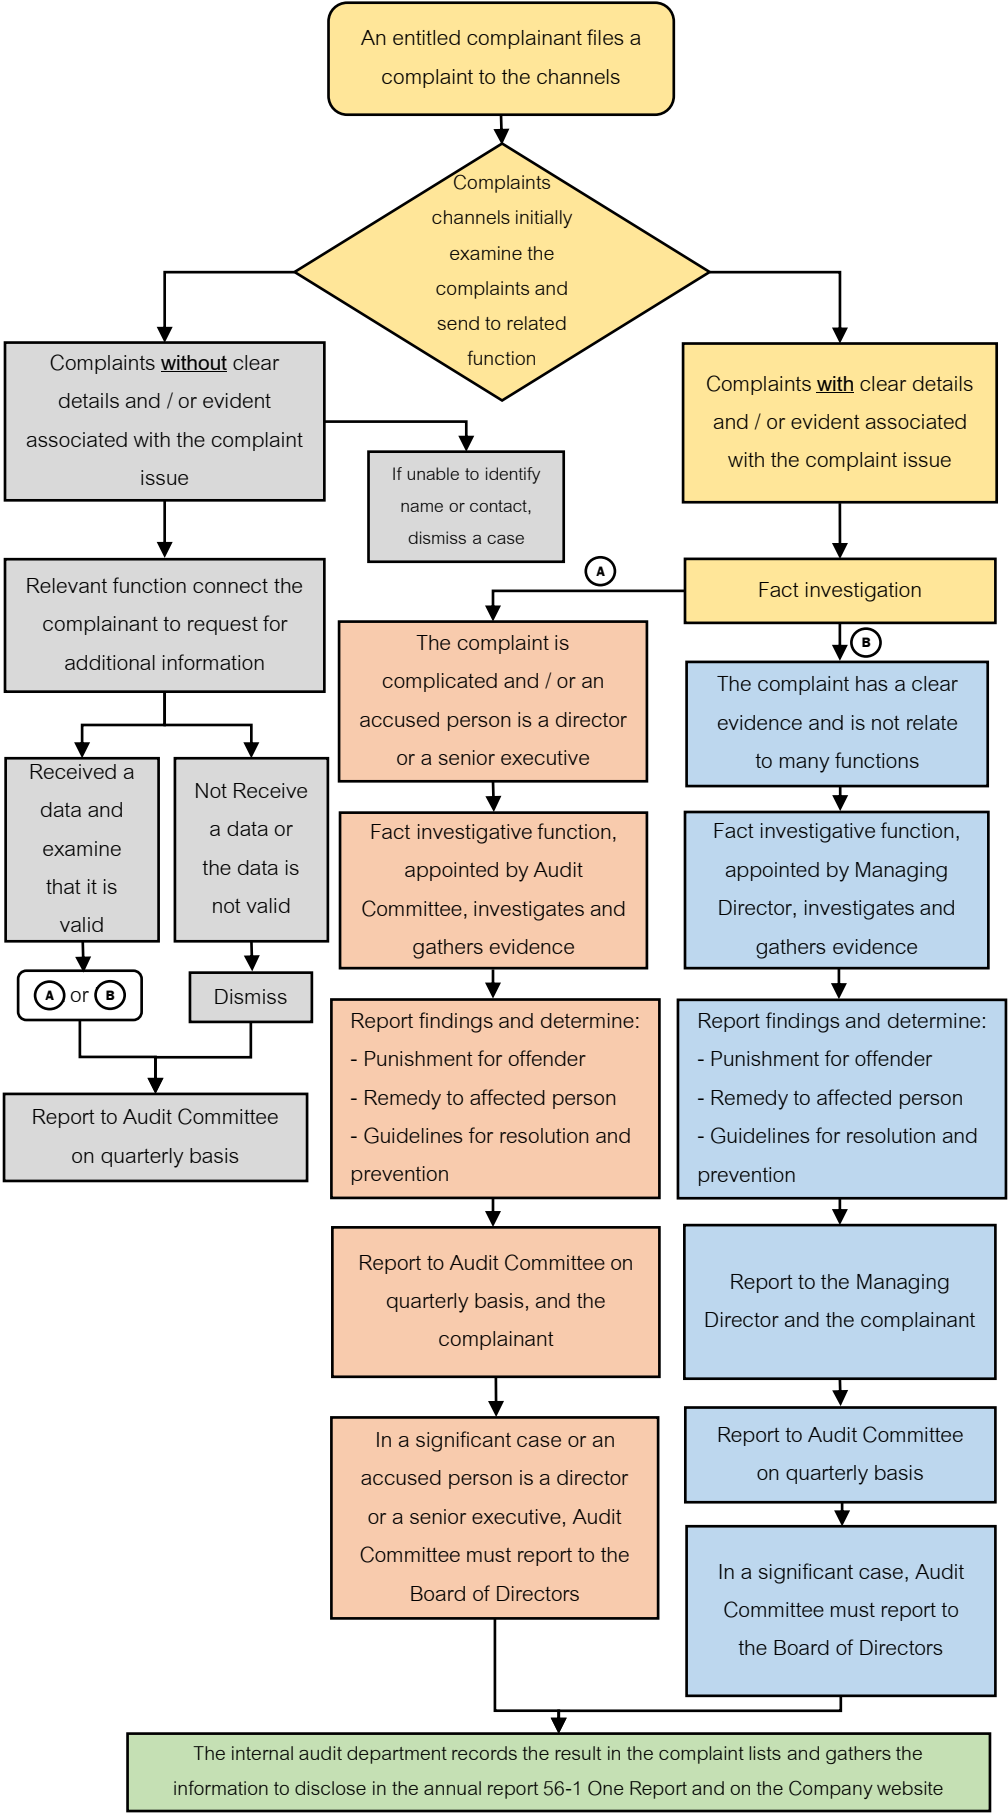 An entitled complainant files a
complaint to the channels
Complaints
channels initially
examine the
complaints and
send to related
function
Complaints without clear
details and / or evident
associated with the complaint
issue
If unable to identify
name or contact,
dismiss a case
Complaints with clear details
and / or evident associated
with the complaint issue
Relevant function connect the
complainant to request for
additional information
Fact investigation
A
B
Received a
data and
examine
that it is
valid
Not Receive
a data or
the data is
not valid
A or B
Dismiss
Report to Audit Committee
on quarterly basis
The complaint is
complicated and / or an
accused person is a director
or a senior executive
Fact investigative function,
appointed by Audit
Committee, investigates and
gathers evidence
Report findings and determine:
- Punishment for offender
- Remedy to affected person
- Guidelines for resolution and
prevention
Report to Audit Committee on
quarterly basis, and the
complainant
In a significant case or an
accused person is a director
or a senior executive, Audit
Committee must report to the
Board of Directors
The complaint has a clear
evidence and is not relate
to many functions
Fact investigative function,
appointed by Managing
Director, investigates and
gathers evidence
Report findings and determine:
- Punishment for offender
- Remedy to affected person
- Guidelines for resolution and
prevention
Report to the Managing
Director and the complainant
Report to Audit Committee
on quarterly basis
In a significant case, Audit
Committee must report to
the Board of Directors
The internal audit department records the result in the complaint lists and gathers the
information to disclose in the annual report 56-1 One Report and on the Company website